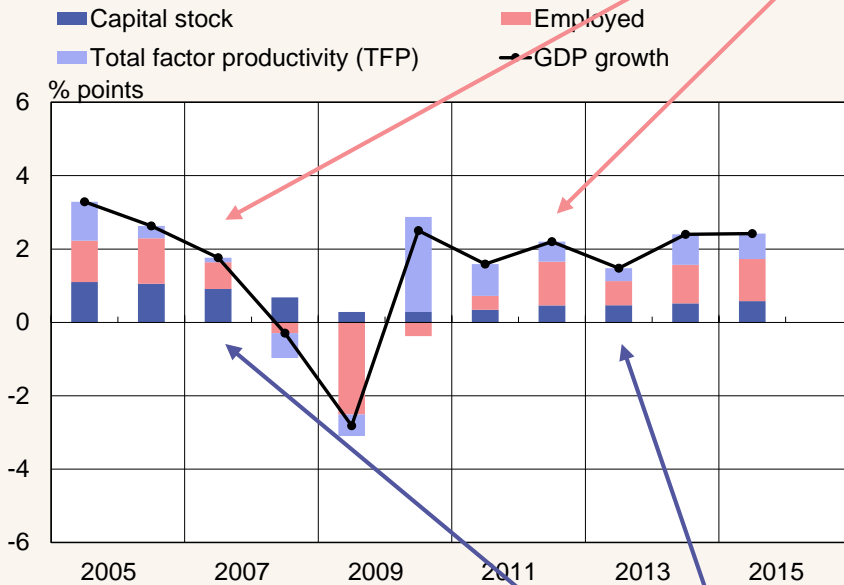 Capital stock Employed
Total factor productivity (TFP) GDP growth
% points
6
4
2
0
-2
-4
-6
2005 2007 2009 2011 2013 2015